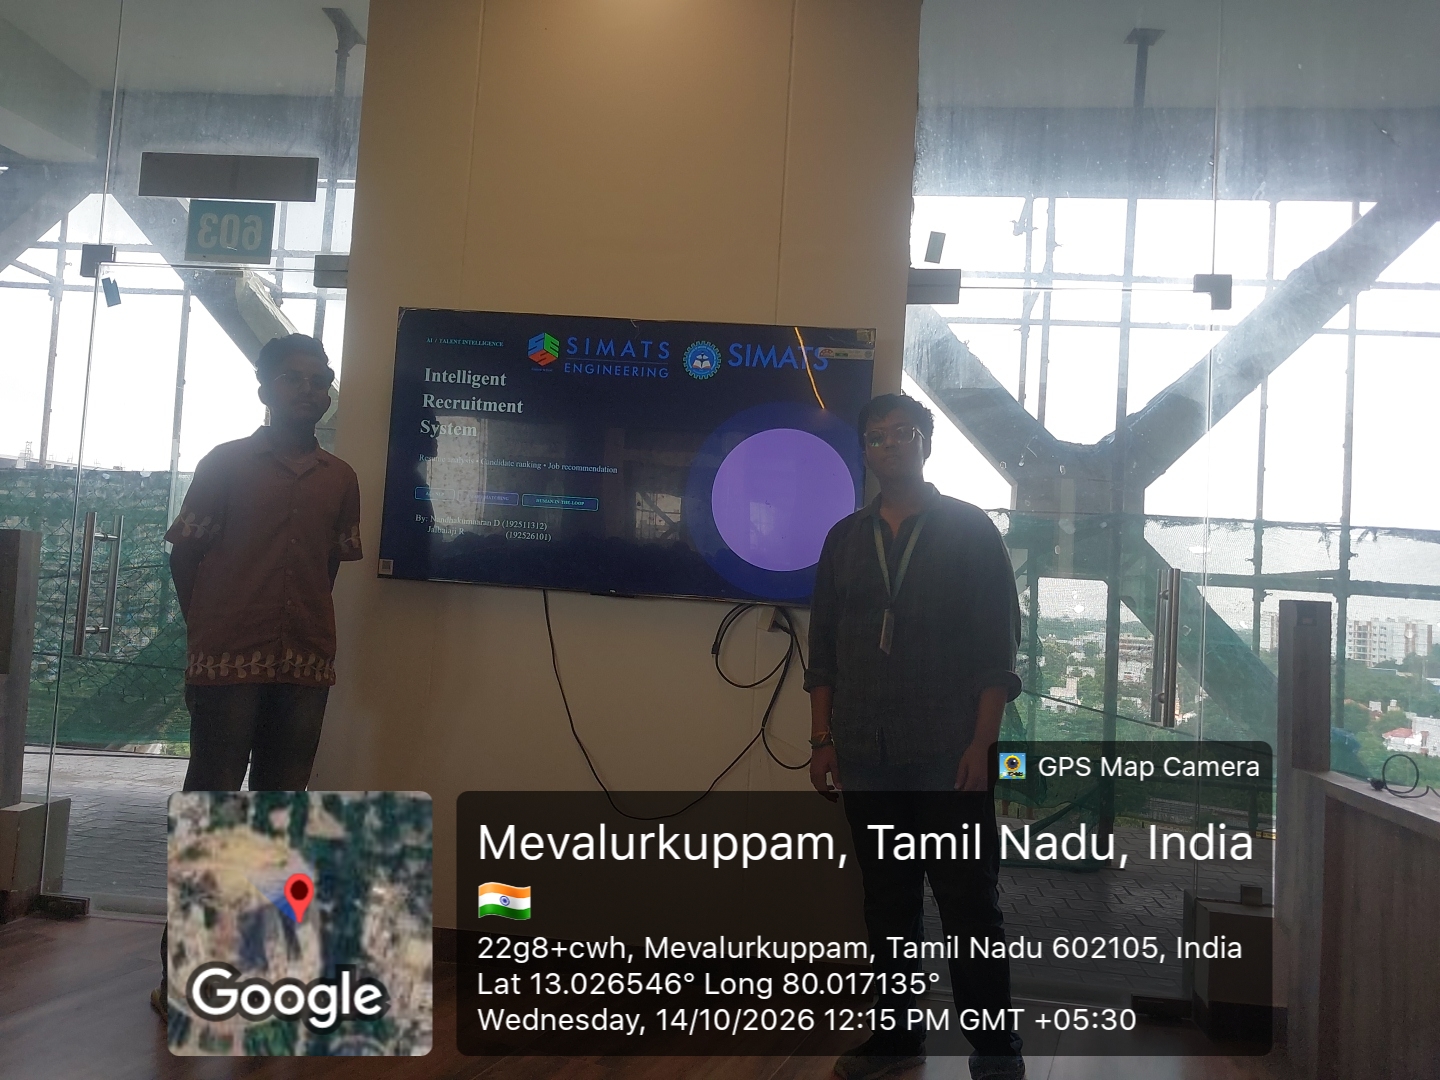 603
AI / TALENT INTELLIGENCE
SIMATS
ENGINEERING
SIMATS
Intelligent
Recruitment
System
Candidate ranking • Job recommendation
HUMAN IN THE LOOP
By: Nandhakumaran D (192511312)
R (192526101)
GPS Map Camera
Mevalurkuppam, Tamil Nadu, India
22g8+cwh, Mevalurkuppam, Tamil Nadu 602105, India
Lat 13.026546° Long 80.017135°
Wednesday, 14/10/2026 12:15 PM GMT +05:30
Google